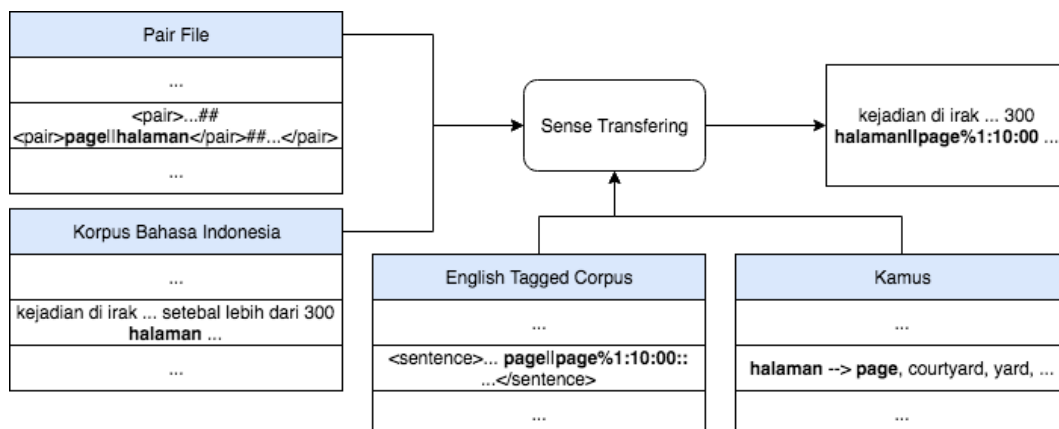 Pair File
...
<pair>...##
<pair>page||halaman</pair>##...</pair>
...
Korpus Bahasa Indonesia
...
kejadian di irak ... setebal lebih dari 300
halaman ...
...
Sense Transfering
kejadian di irak ... 300
halaman||page%1:10:00 ...
English Tagged Corpus
...
<sentence>... page||page%1:10:00::
...</sentence>
...
Kamus
...
halaman --> page, courtyard, yard, ...
...